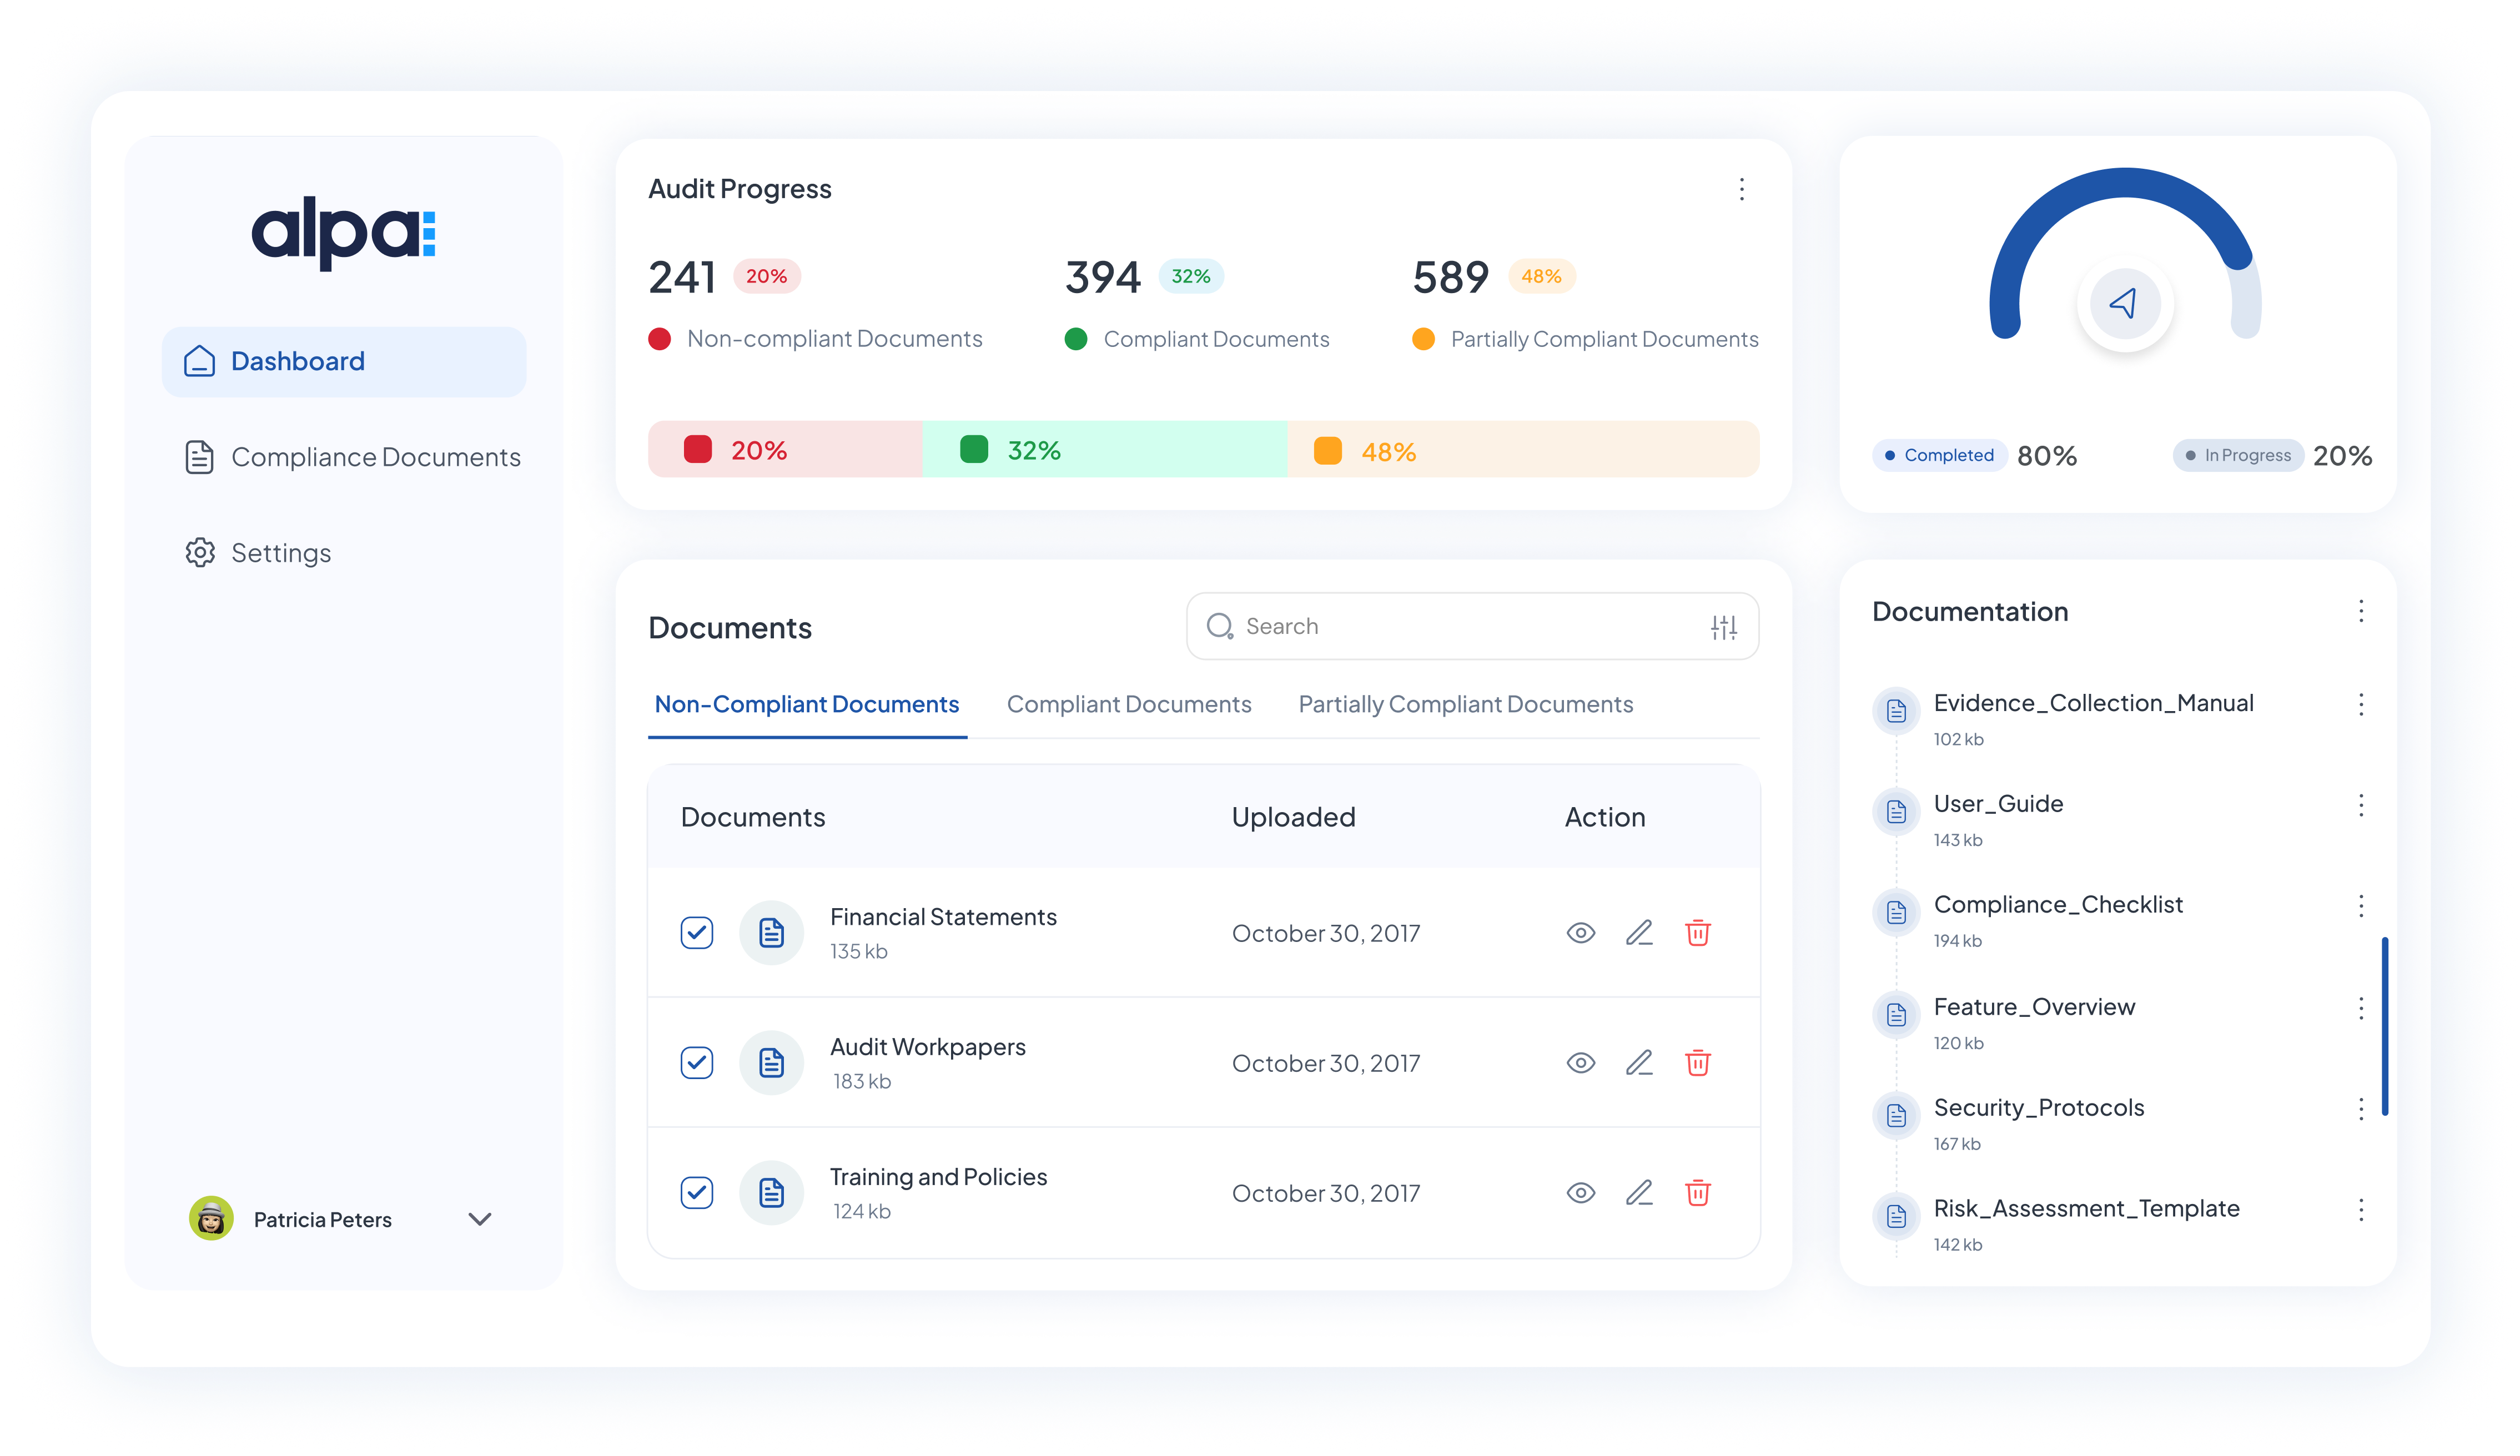 alpa
Dashboard
Compliance Documents
Settings
Patricia Peters
Audit Progress
241 20%
Non-compliant Documents
394 32%
Compliant Documents
589 48%
Partially Compliant Documents
20% 32% 48%
Completed 80% In Progress 20%
Documents
Search
Non-Compliant Documents Compliant Documents Partially Compliant Documents
Documents Uploaded Action
Financial Statements
135 kb
October 30, 2017
Audit Workpapers
183 kb
October 30, 2017
Training and Policies
124 kb
October 30, 2017
Documentation
Evidence_Collection_Manual
102 kb
User_Guide
143 kb
Compliance_Checklist
194 kb
Feature_Overview
120 kb
Security_Protocols
167 kb
Risk_Assessment_Template
142 kb